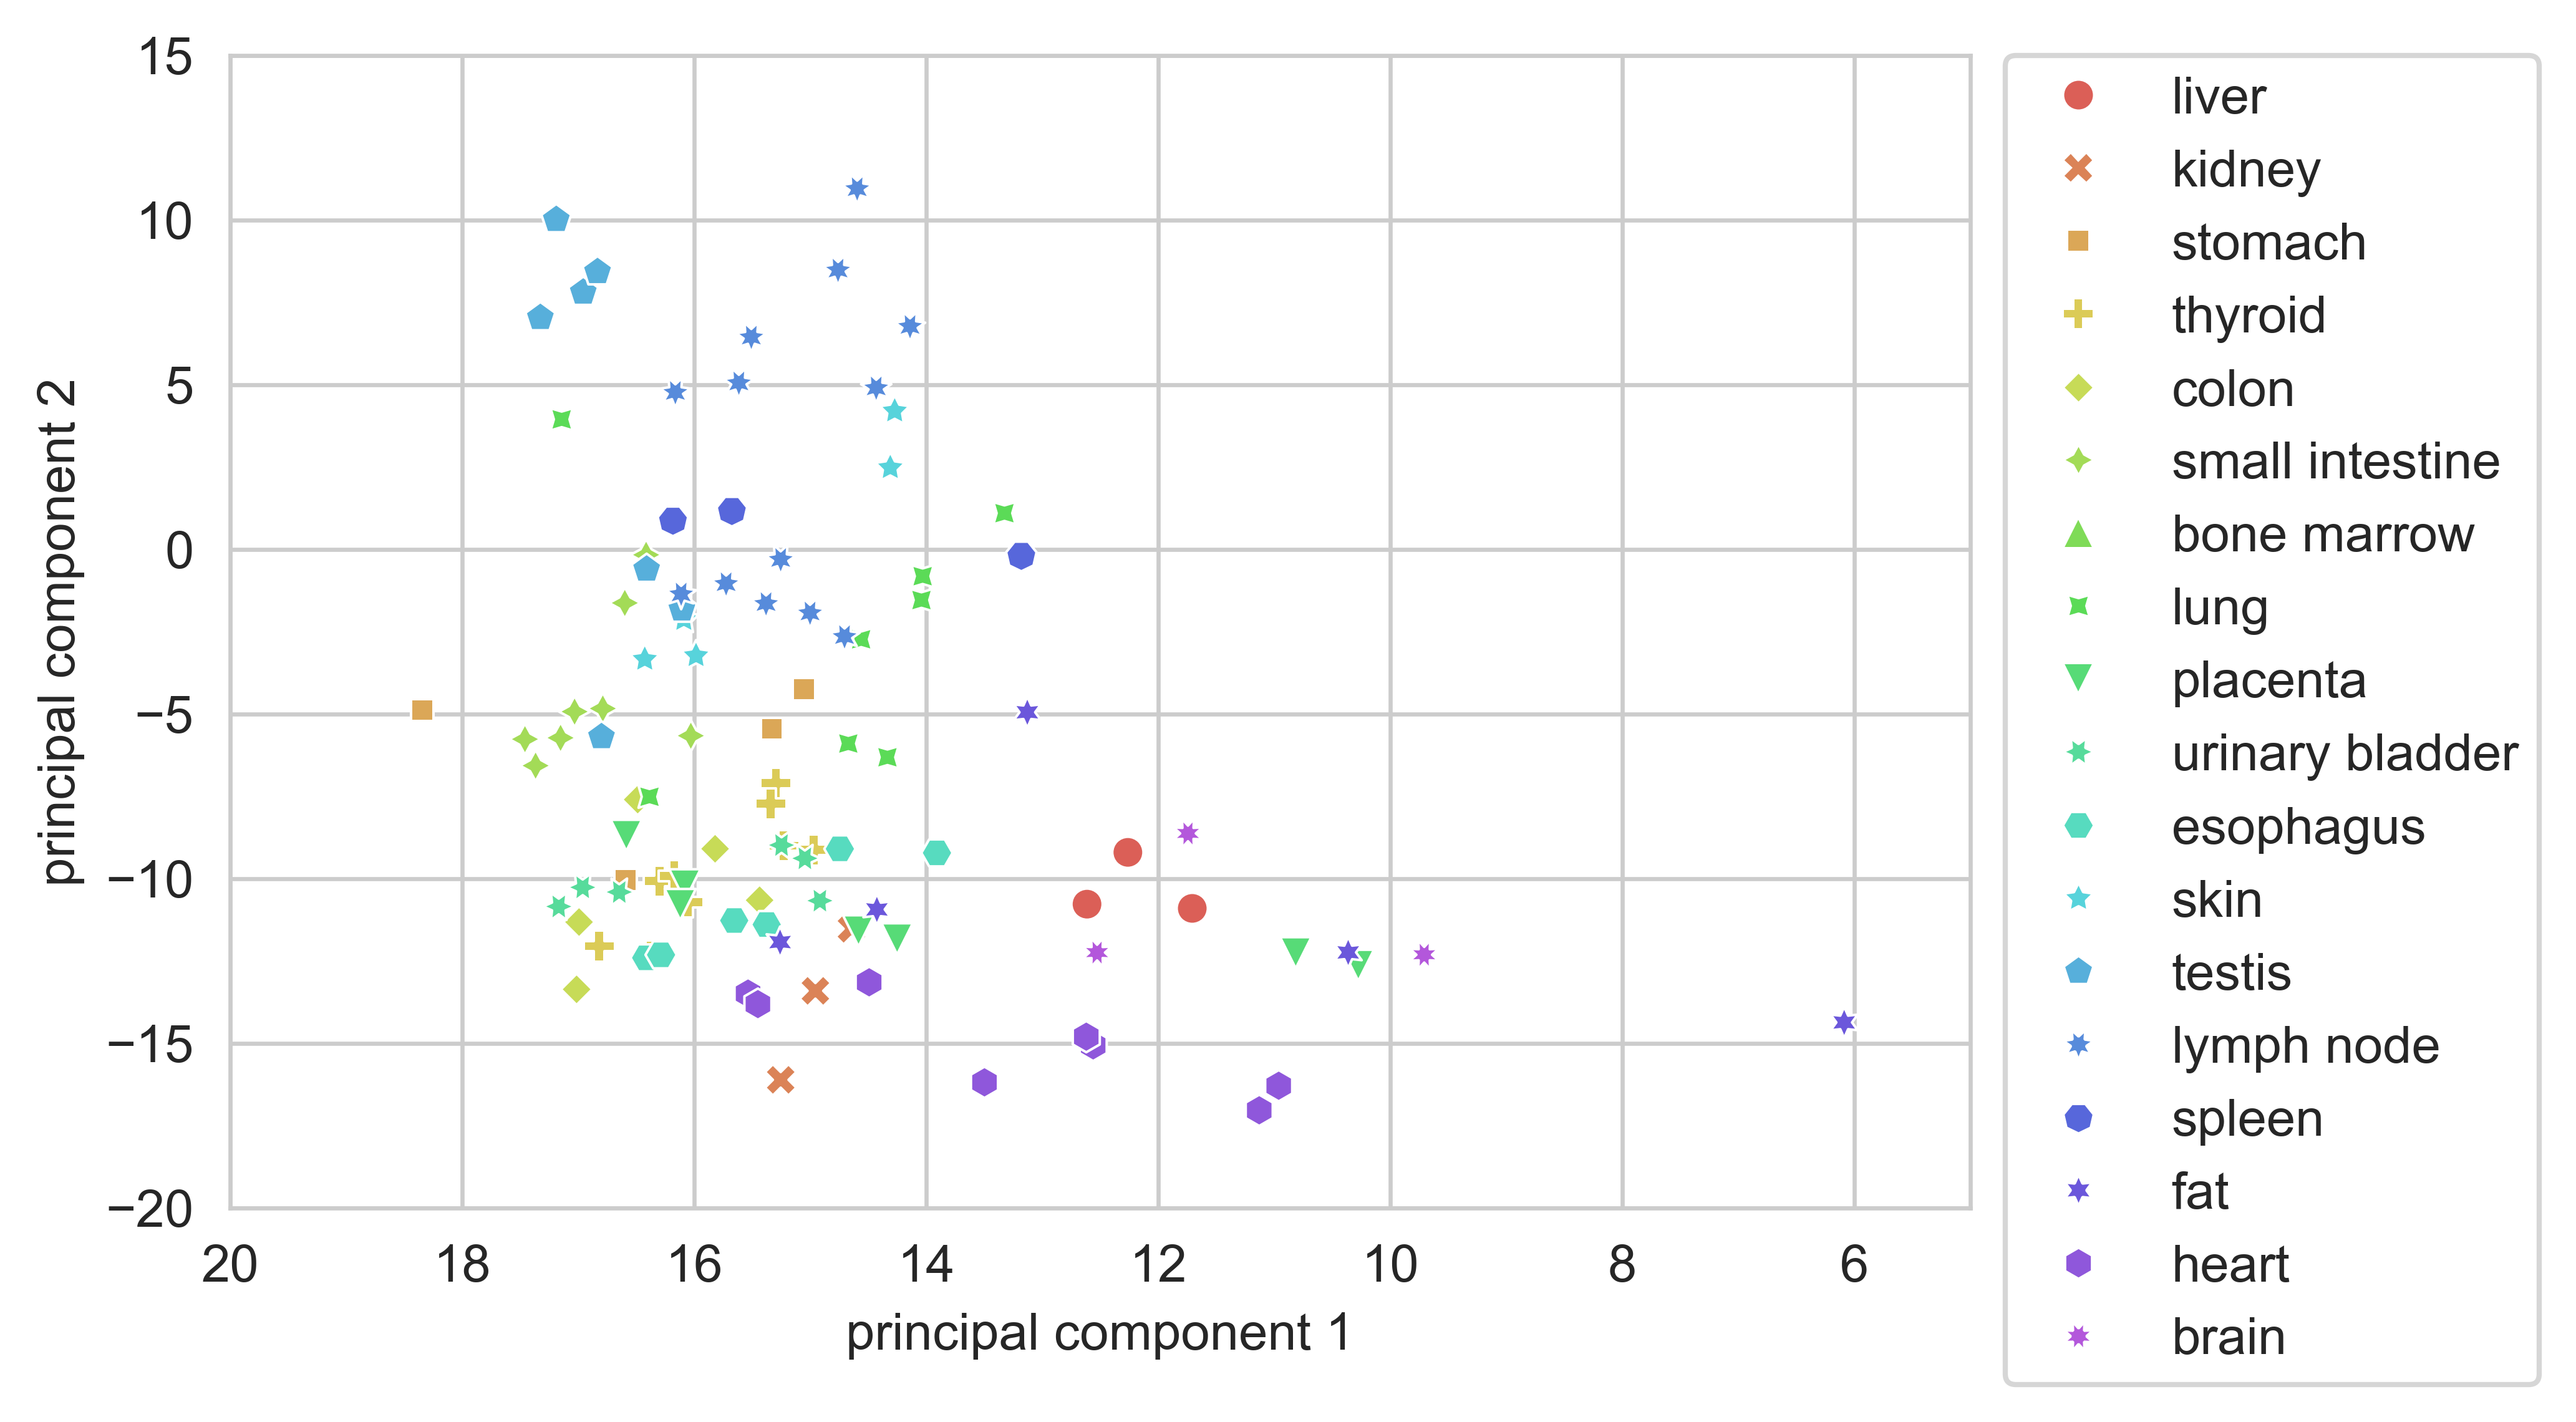 15
10
5
0
−5
−10
−15
−20
20 18 16 14 12 10 8 6
principal component 1
principal component 2
liver
kidney
stomach
thyroid
colon
small intestine
bone marrow
lung
placenta
urinary bladder
esophagus
skin
testis
lymph node
spleen
fat
heart
brain